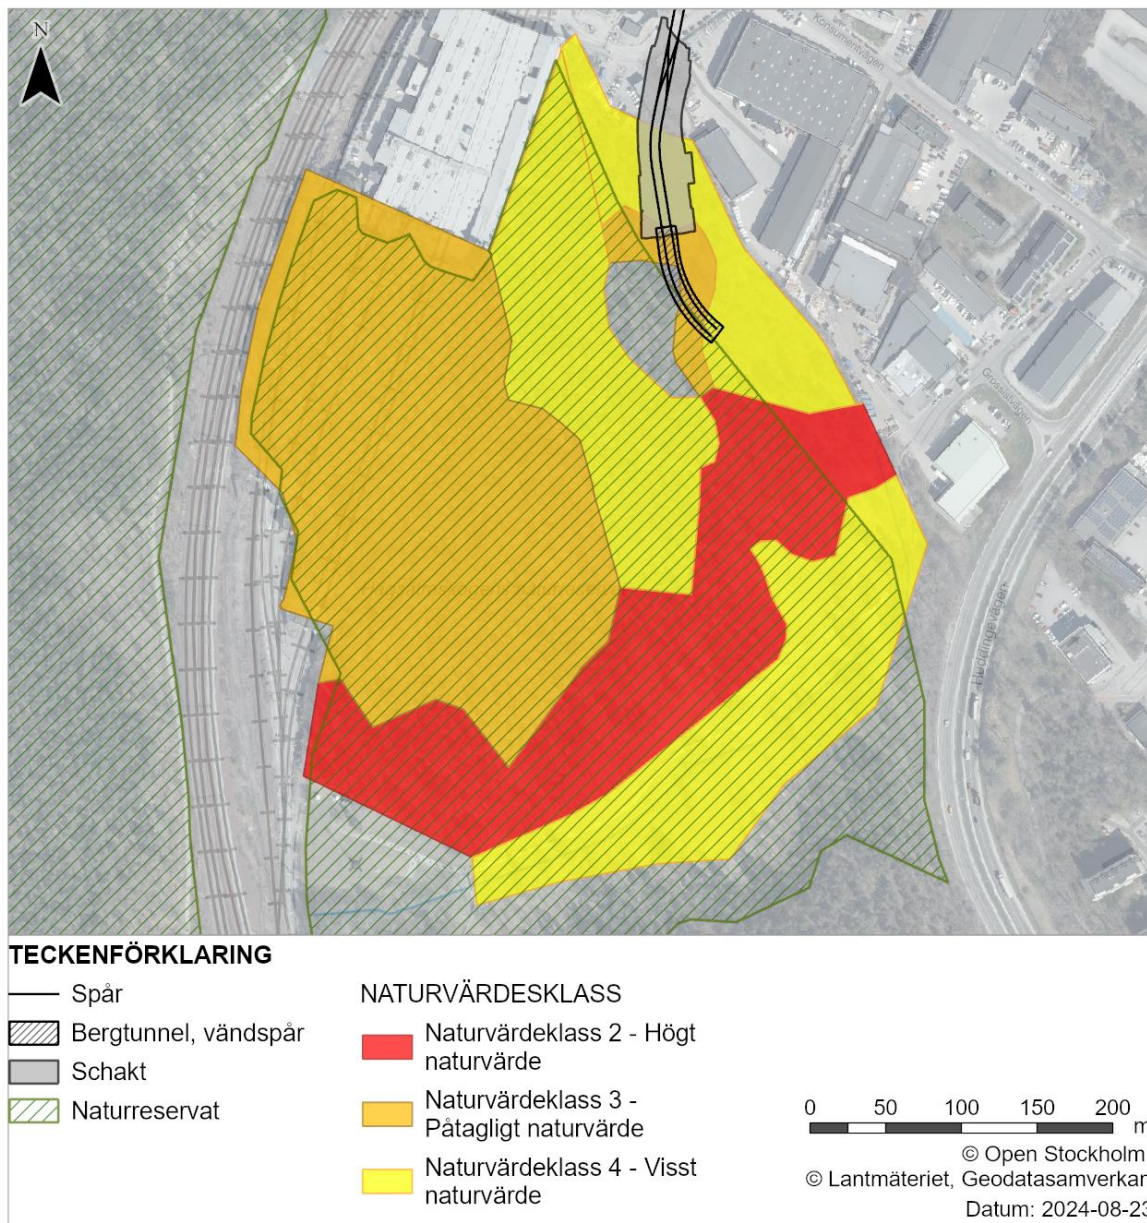 N
Konsumentvägen
Grossistvägen
Huddingevägen
TECKENFÖRKLARING
Spår
Bergtunnel, vändspår
Schakt
Naturreservat
NATURVÄRDESKLASS
Naturvärdeklass 2 - Högt
naturvärde
Naturvärdeklass 3 -
Påtagligt naturvärde
Naturvärdeklass 4 - Visst
naturvärde
0 50 100 150 200
m
© Open Stockholm
© Lantmäteriet, Geodatasamverkan
Datum: 2024-08-23